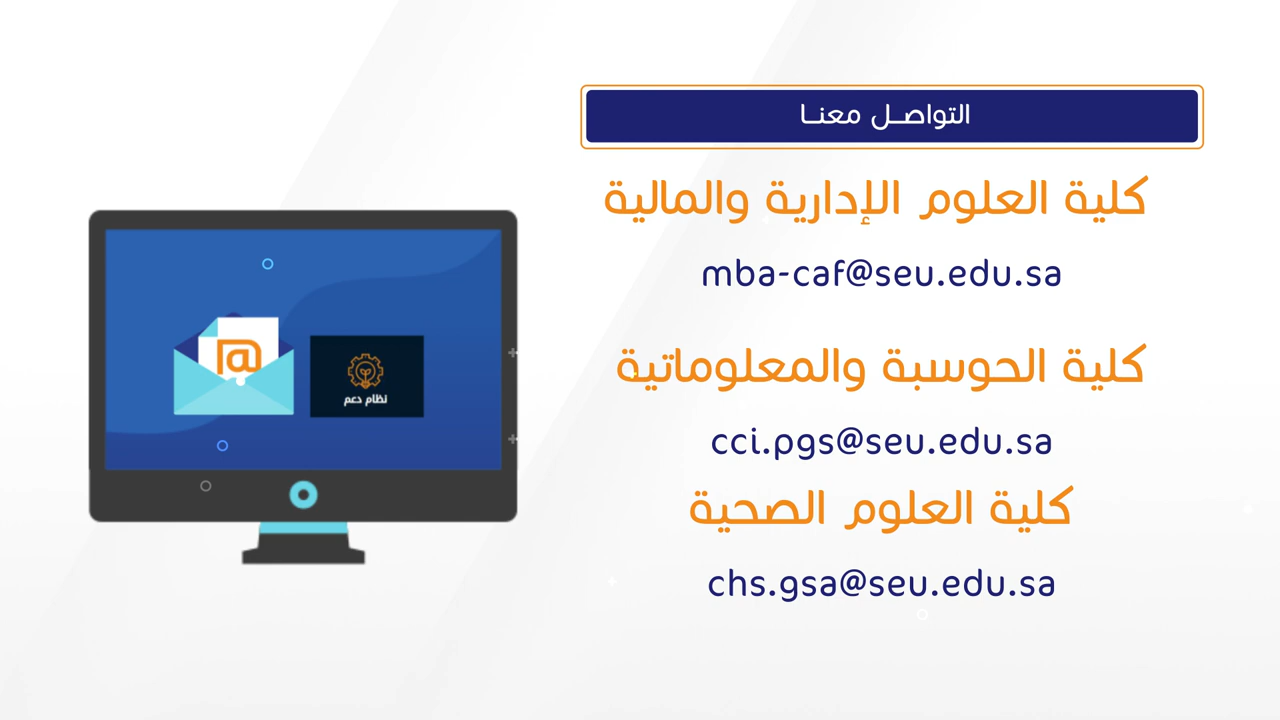 التواصل معنا
كلية العلوم الإدارية والمالية
mba-caf@seu.edu.sa
كلية الحوسبة والمعلوماتية
cci.pgs@seu.edu.sa
كلية العلوم الصحية
chs.gsa@seu.edu.sa
@
نظام دعم